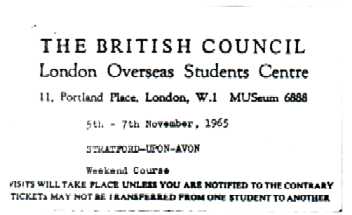 THE BRITISH COUNCIL
London Overseas Students Centre
11, Portland Place, London, W.1 MUSeum 6888
5th - 7th November, 1965
STRATFORD-UPON-AVON
Weekend Course
VISITS WILL TAKE PLACE UNLESS YOU ARE NOTIFIED TO THE CONTRARY
TICKETS MAY NOT BE TRANSFERRED FROM ONE STUDENT TO ANOTHER